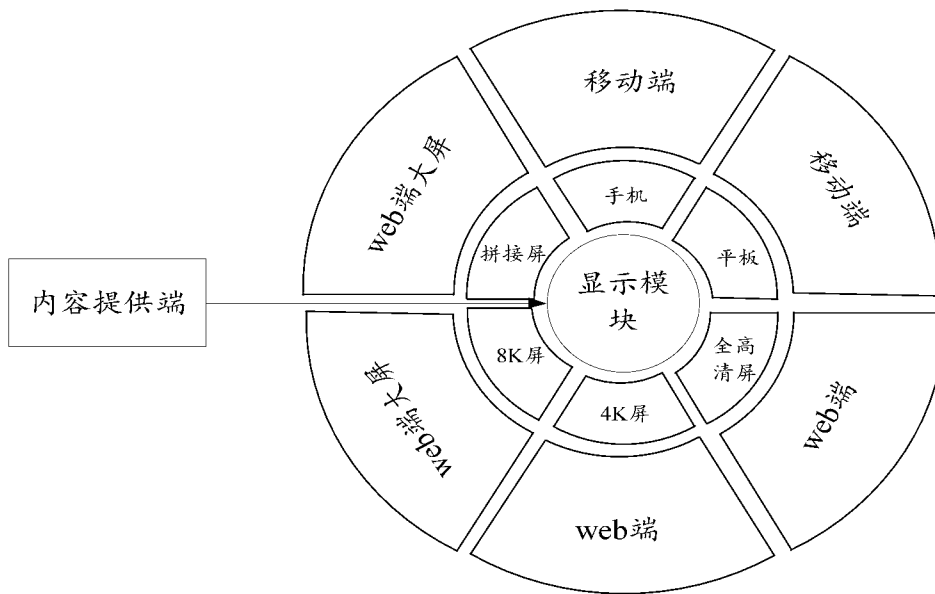 移动端
web端大屏
移动端
手机
拼接屏
平板
内容提供端
显示模
块
8K屏
全高
清屏
4K屏
web端大屏
web端
web端